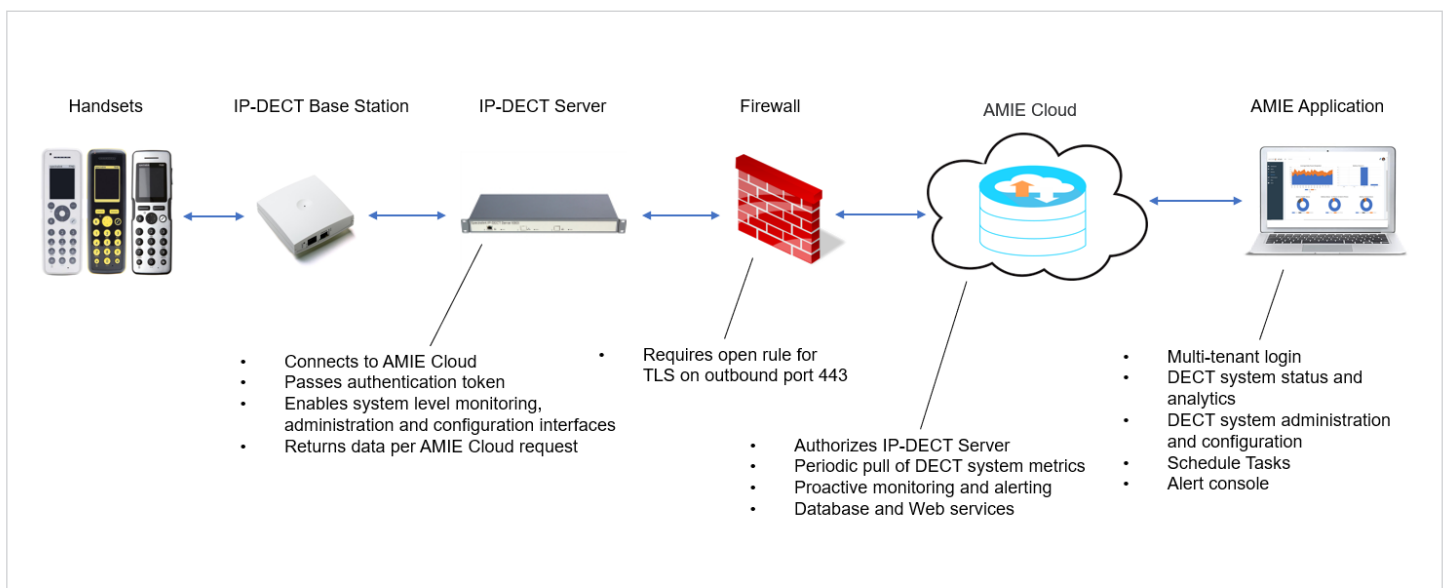 Handsets
IP-DECT Base Station
IP-DECT Server
Firewall
AMIE Cloud
AMIE Application
• Connects to AMIE Cloud
• Passes authentication token
• Enables system level monitoring,
administration and configuration interfaces
• Returns data per AMIE Cloud request
• Requires open rule for
TLS on outbound port 443
• Authorizes IP-DECT Server
• Periodic pull of DECT system metrics
• Proactive monitoring and alerting
• Database and Web services
• Multi-tenant login
• DECT system status and
analytics
• DECT system administration
and configuration
• Schedule Tasks
• Alert console